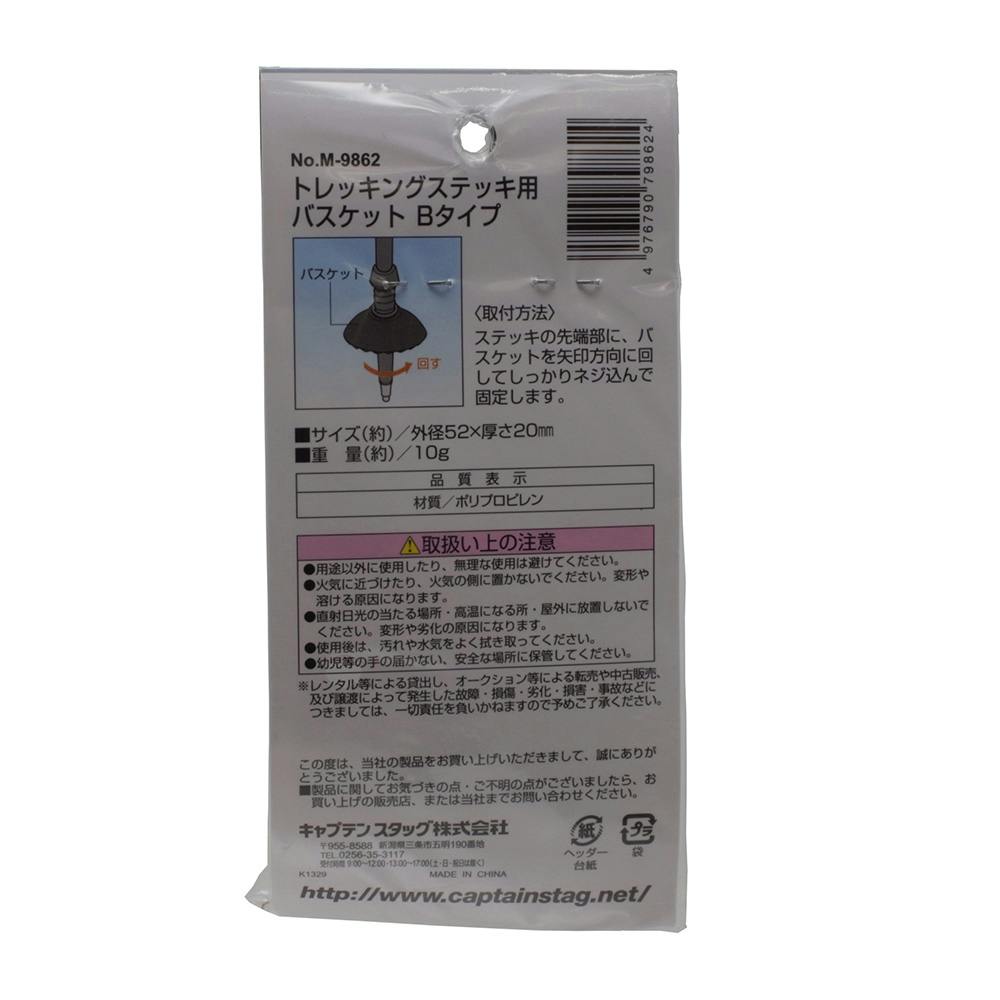 No.M-9862
トレッキングステッキ用
バスケット Bタイプ
4 976790 798624
バスケット
回す
〈取付方法〉
ステッキの先端部に、バ
スケットを矢印方向に回
してしっかりネジ込んで
固定します。
■サイズ(約)/外径52×厚さ20㎜
■重 量(約)/10g
品質表示
材質/ポリプロピレン
⚠取扱い上の注意
●用途以外に使用したり、無理な使用は避けてください。
●火気に近づけたり、火気の側に置かないでください。変形や
溶ける原因になります。
●直射日光の当たる場所・高温になる所・屋外に放置しないで
ください。変形や劣化の原因になります。
●使用後は、汚れや水気をよく拭き取ってください。
●幼児等の手の届かない、安全な場所に保管してください。
※レンタル等による貸出し、オークション等による転売や中古販売、
及び譲渡によって発生した故障・損傷・劣化・損害・事故などに
つきましては、一切責任を負いかねますので予めご了承ください。
この度は、当社の製品をお買い上げいただきまして、誠にありが
とうございました。
■製品に関してお気づきの点・ご不明の点がございましたら、お
買い上げの販売店、または当社までお問い合わせください。
キャプテン スタッグ株式会社
〒955-8588 新潟県三条市五明190番地
TEL.0256-35-3117
受付時間 9:00〜12:00・13:00〜17:00(土・日・祝日は除く)
K1329 MADE IN CHINA
紙
ヘッダー
台紙
プラ
袋
http://www.captainstag.net/